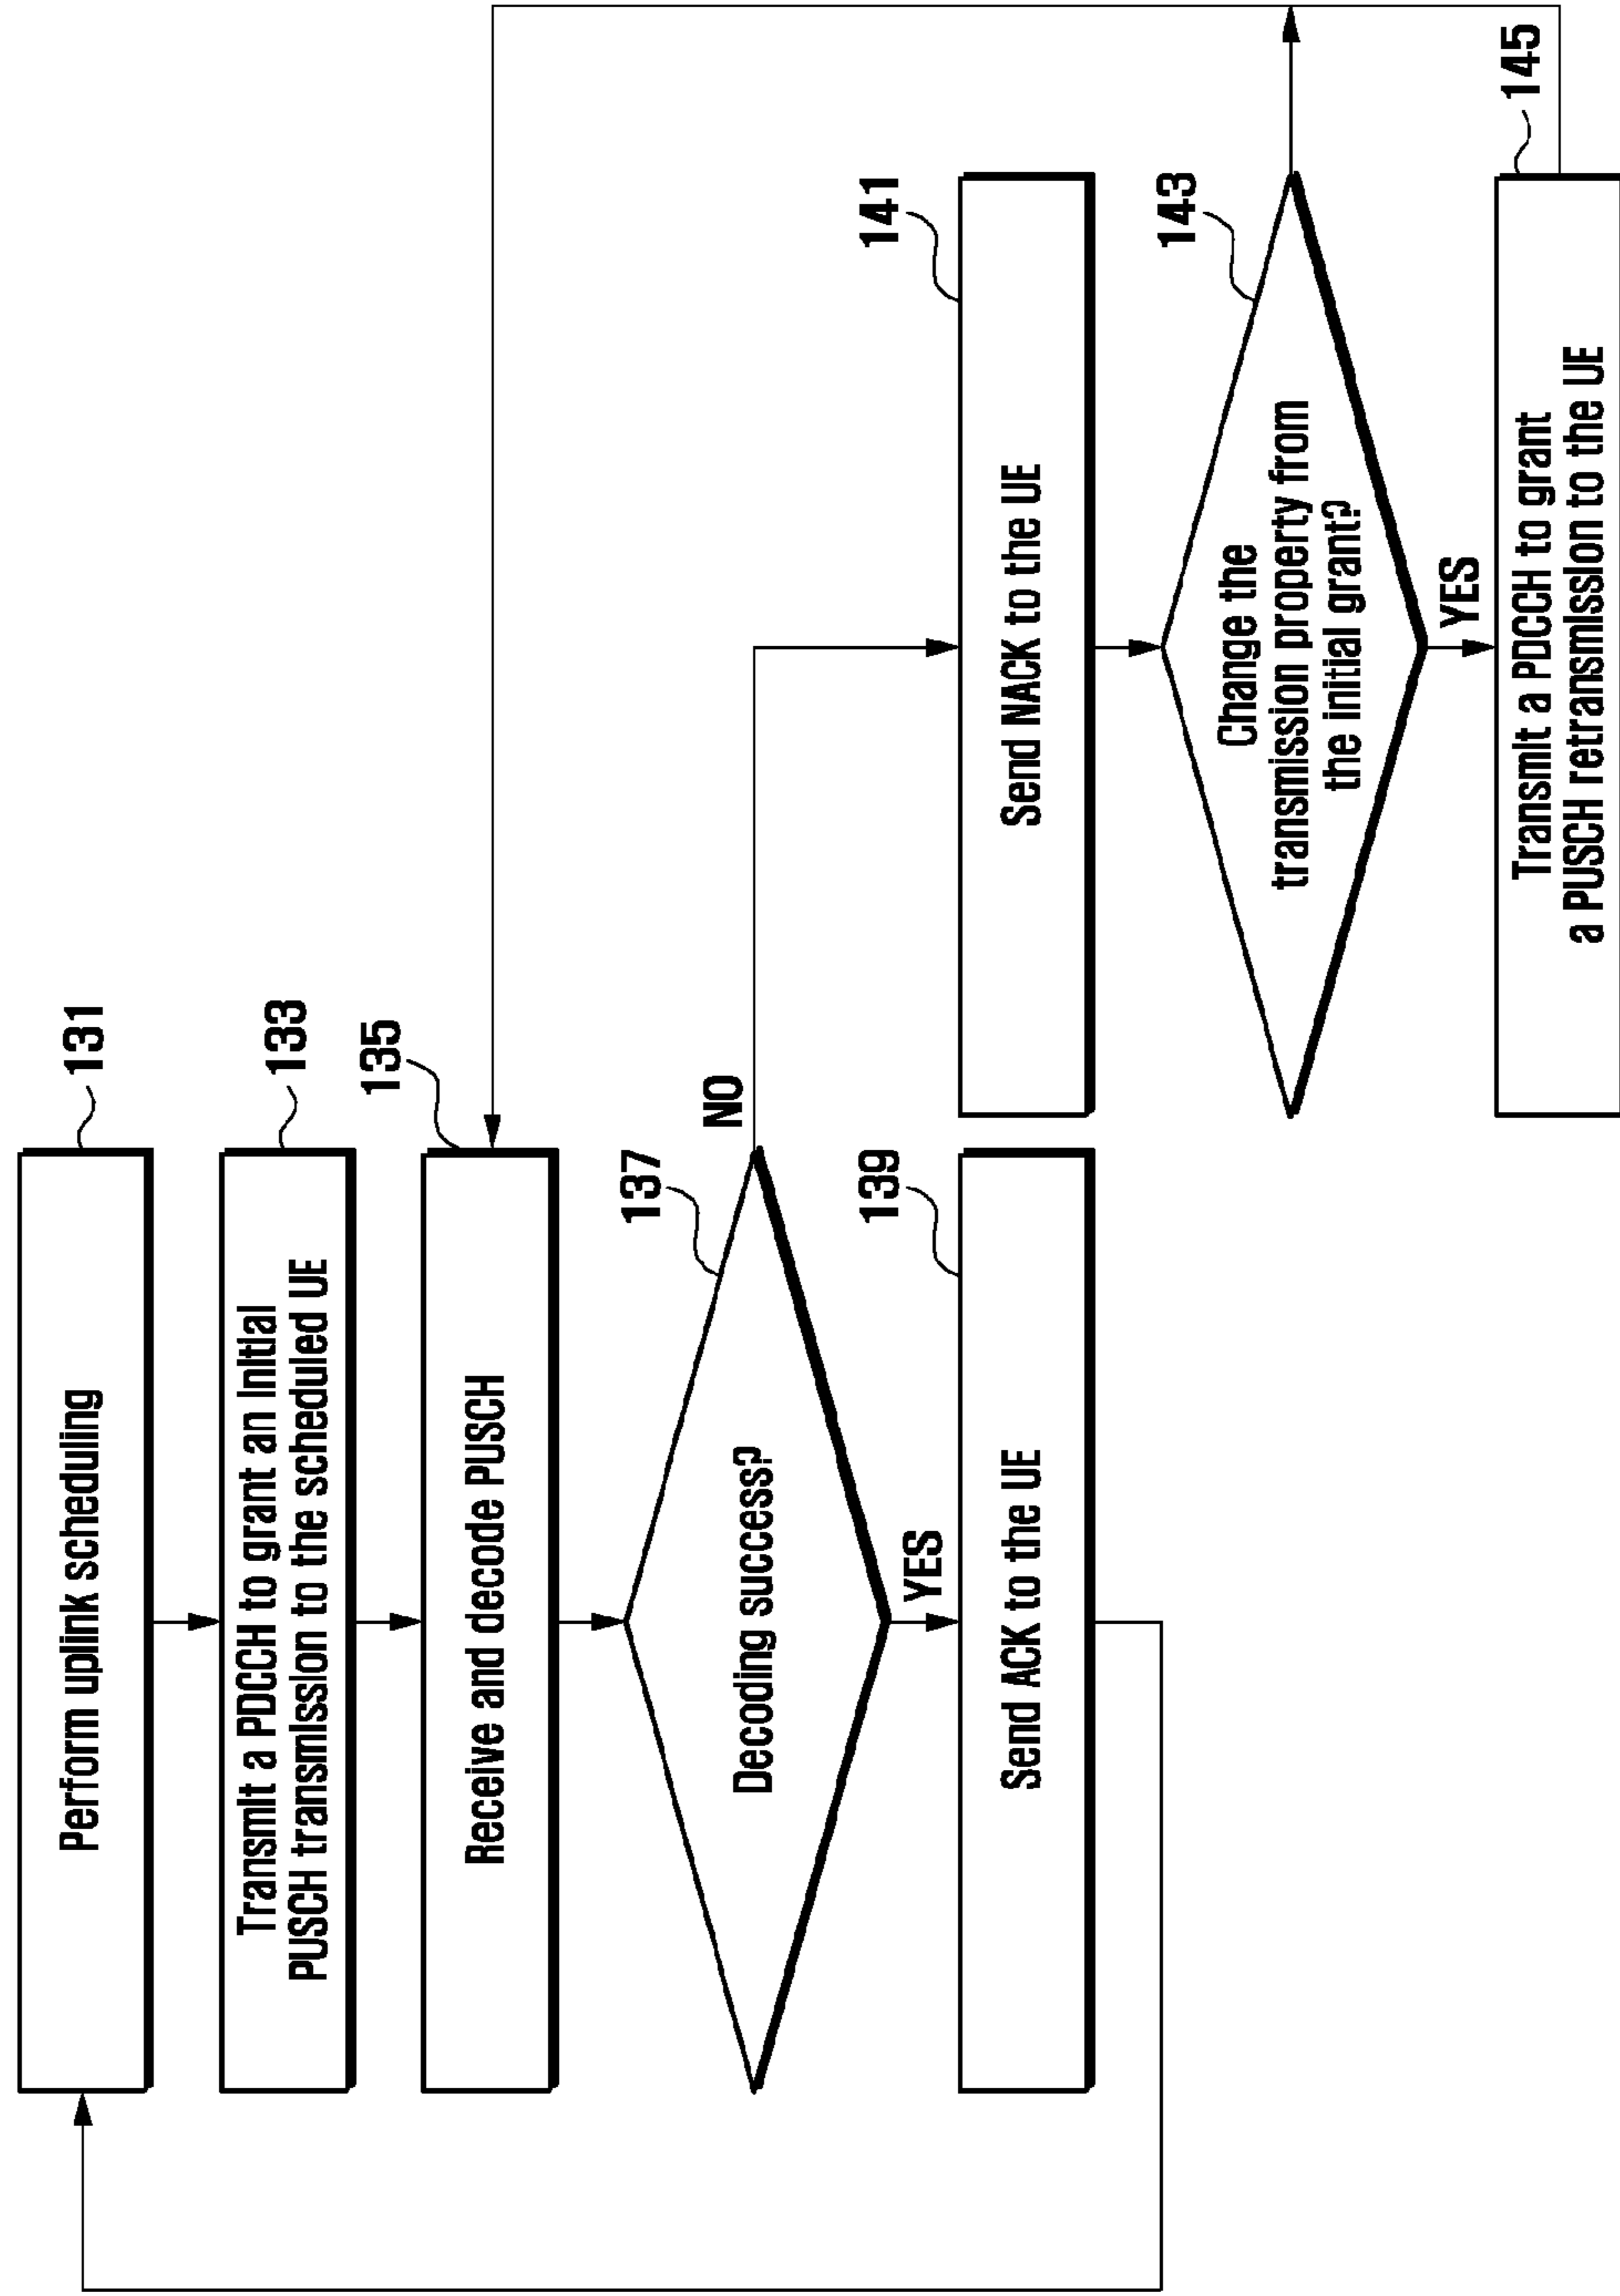 131
Perform uplink scheduling
133
Transmit a PDCCH to grant an initial
PUSCH transmission to the scheduled UE
135
Receive and decode PUSCH
137
Decoding success?
NO
YES
139
Send ACK to the UE
141
Send NACK to the UE
143
Change the
transmission property from
the initial grant?
YES
145
Transmit a PDCCH to grant
a PUSCH retransmission to the UE